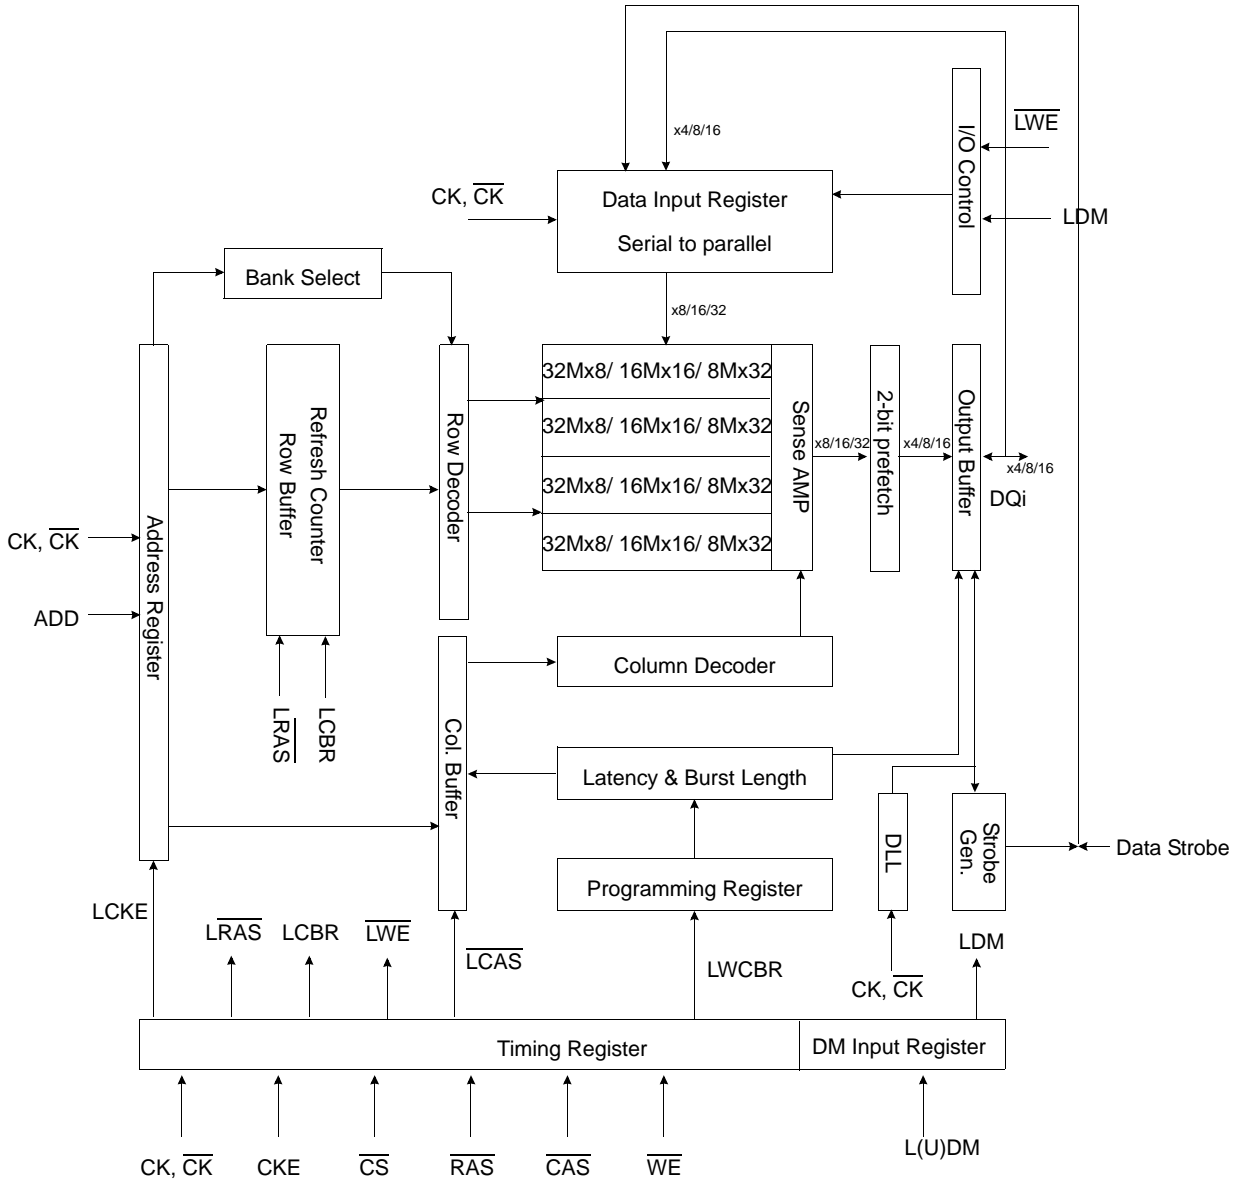 x4/8/16
I/O Control
LWE
LDM
CK, CK
Data Input Register
Serial to parallel
Bank Select
x8/16/32
Address Register
Refresh Counter
Row Buffer
Row Decoder
32Mx8/ 16Mx16/ 8Mx32
32Mx8/ 16Mx16/ 8Mx32
32Mx8/ 16Mx16/ 8Mx32
32Mx8/ 16Mx16/ 8Mx32
Sense AMP
x8/16/32
2-bit prefetch
x4/8/16
Output Buffer
x4/8/16
DQi
CK, CK
ADD
LRAS
LCBR
Col. Buffer
Column Decoder
Latency & Burst Length
Programming Register
DLL
Strobe
Gen.
Data Strobe
LCKE
LRAS
LCBR
LWE
LCAS
LWCBR
CK, CK
LDM
Timing Register
DM Input Register
CK, CK
CKE
CS
RAS
CAS
WE
L(U)DM